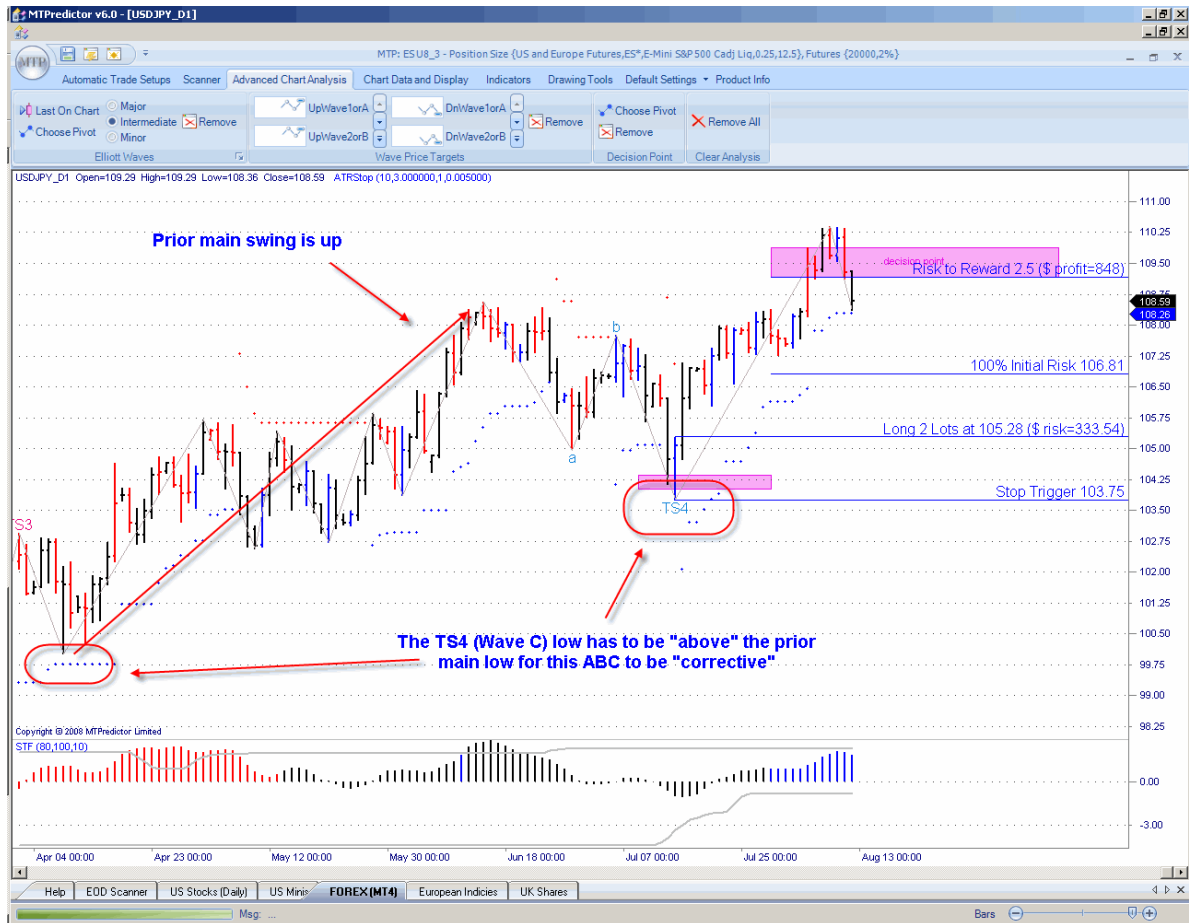 MTPredictor v6.0 - [USDJPY_D1]
MTP: ESU8_3 - Position Size {US and Europe Futures,ES*,E-Mini S&P500 Cadj Liq,0.25,12.5}, Futures {20000,2%}
MTP
Automatic Trade Setups Scanner Advanced Chart Analysis Chart Data and Display Indicators Drawing Tools Default Settings Product Info
Last On Chart
Choose Pivot
Major
Intermediate
Minor
Remove
Elliott Waves
UpWave1orA
UpWave2orB
DnWave1orA
DnWave2orB
Remove
Wave Price Targets
Choose Pivot
Remove
Decision Point
Remove All
Clear Analysis
USDJPY_D1 Open=109.29 High=109.29 Low=108.36 Close=108.59 ATRStop (10,3.000000,1,0.005000)
111.00
Prior main swing is up
110.25
decision point
109.50
Risk to Reward 2.5 ($ profit=848)
108.75
108.59
108.26
108.00
b
107.25
100% Initial Risk 106.81
106.50
105.75
Long 2 Lots at 105.28 ($ risk=333.54)
105.00
a
104.25
Stop Trigger 103.75
TS4
103.50
S3
102.75
102.00
101.25
100.50
The TS4 (Wave C) low has to be "above" the prior
main low for this ABC to be "corrective"
99.75
99.00
98.25
Copyright @ 2008 MTPredictor Limited
STF (80,100,10)
0.00
-3.00
Apr 04 00:00 Apr 23 00:00 May 12 00:00 May 30 00:00 Jun 18 00:00 Jul 07 00:00 Jul 25 00:00 Aug 13 00:00
Help EOD Scanner US Stocks (Daily) US Minis FOREX (MT4) European Indicies UK Shares
Msg: ...
Bars